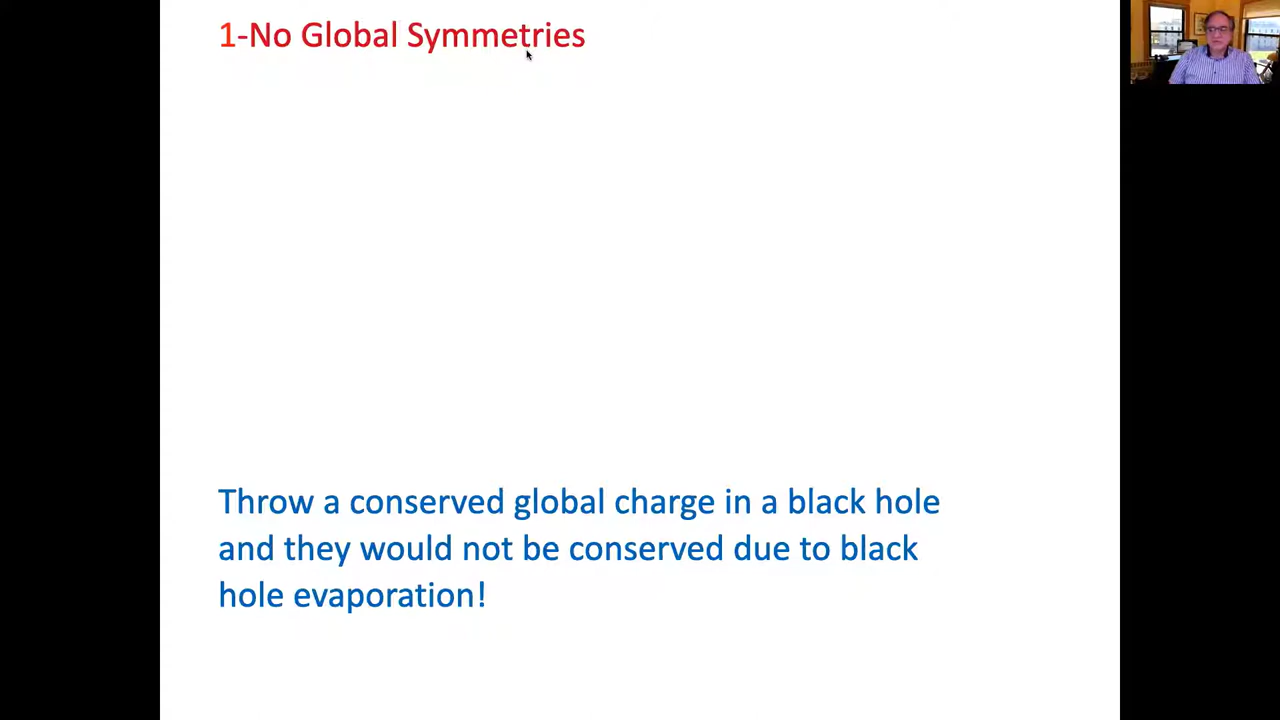 1-No Global Symmetries
Throw a conserved global charge in a black hole
and they would not be conserved due to black
hole evaporation!